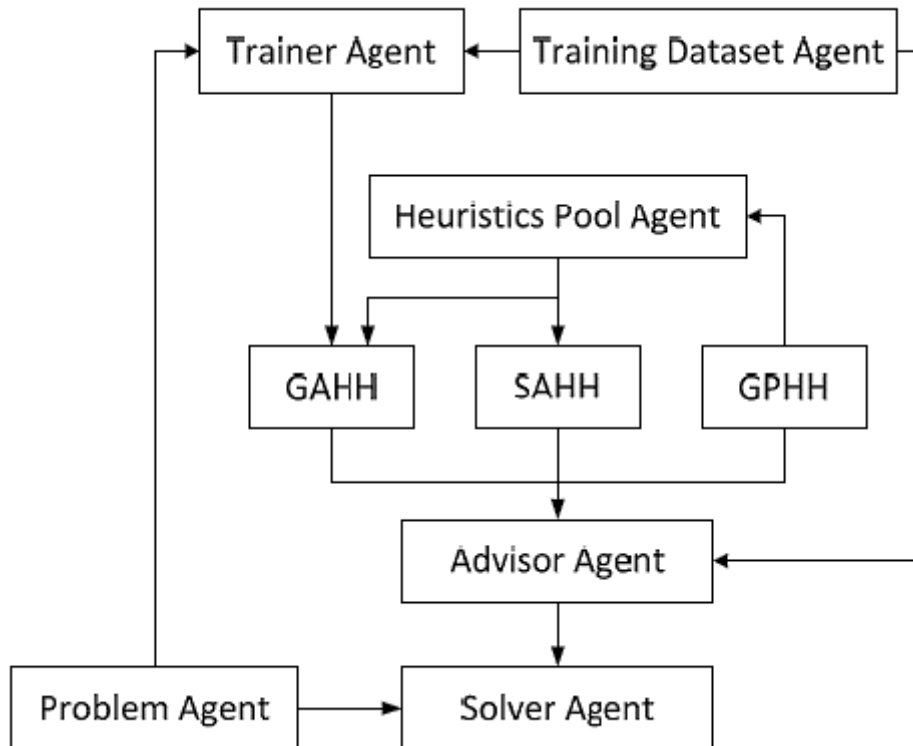 Trainer Agent
Training Dataset Agent
Heuristics Pool Agent
GAHH
SAHH
GPHH
Advisor Agent
Problem Agent
Solver Agent